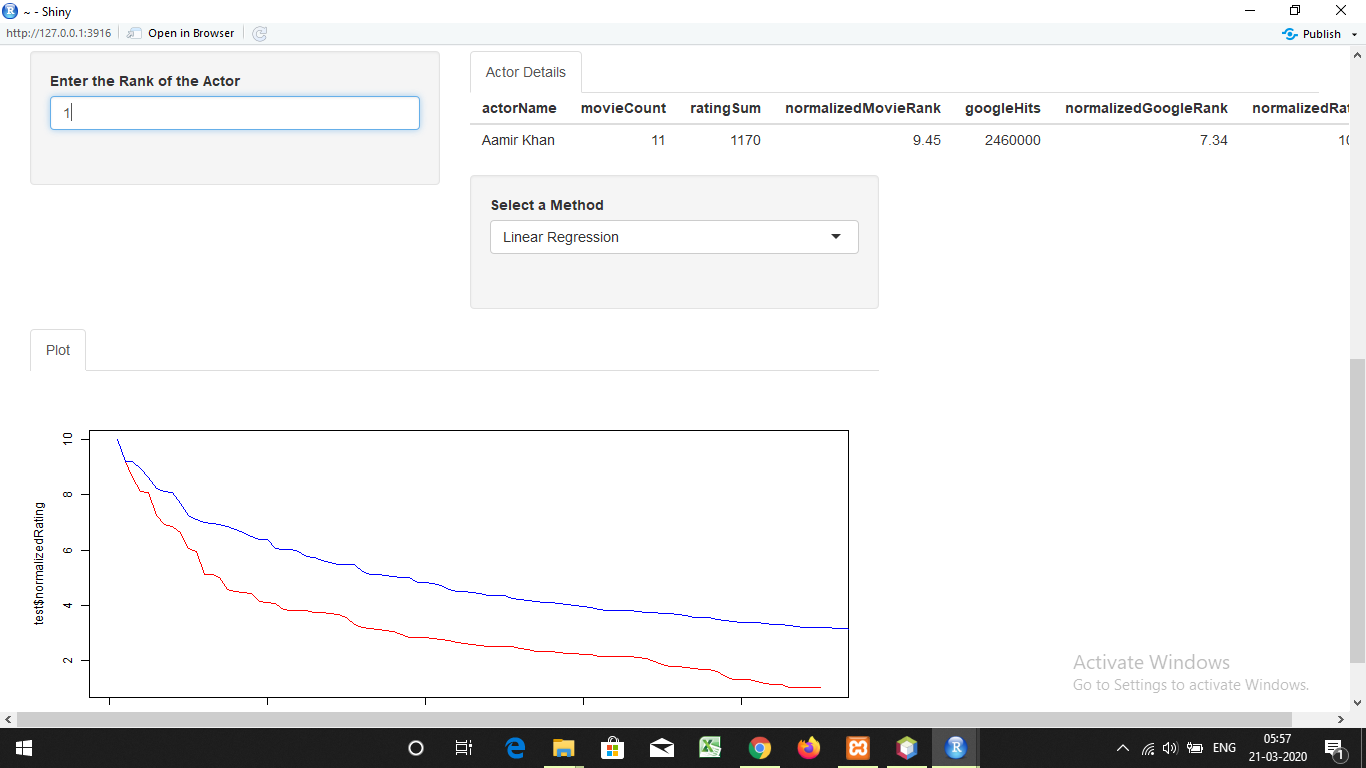 ~ - Shiny
http://127.0.0.1:3916 Open in Browser Publish
Enter the Rank of the Actor
1
Actor Details
actorName movieCount ratingSum normalizedMovieRank googleHits normalizedGoogleRank normalizedRa
Aamir Khan 11 1170 9.45 2460000 7.34 10
Select a Method
Linear Regression
Plot
test$normalizedRating
10
8
6
4
2
Activate Windows
Go to Settings to activate Windows.
ENG
05:57
21-03-2020
1